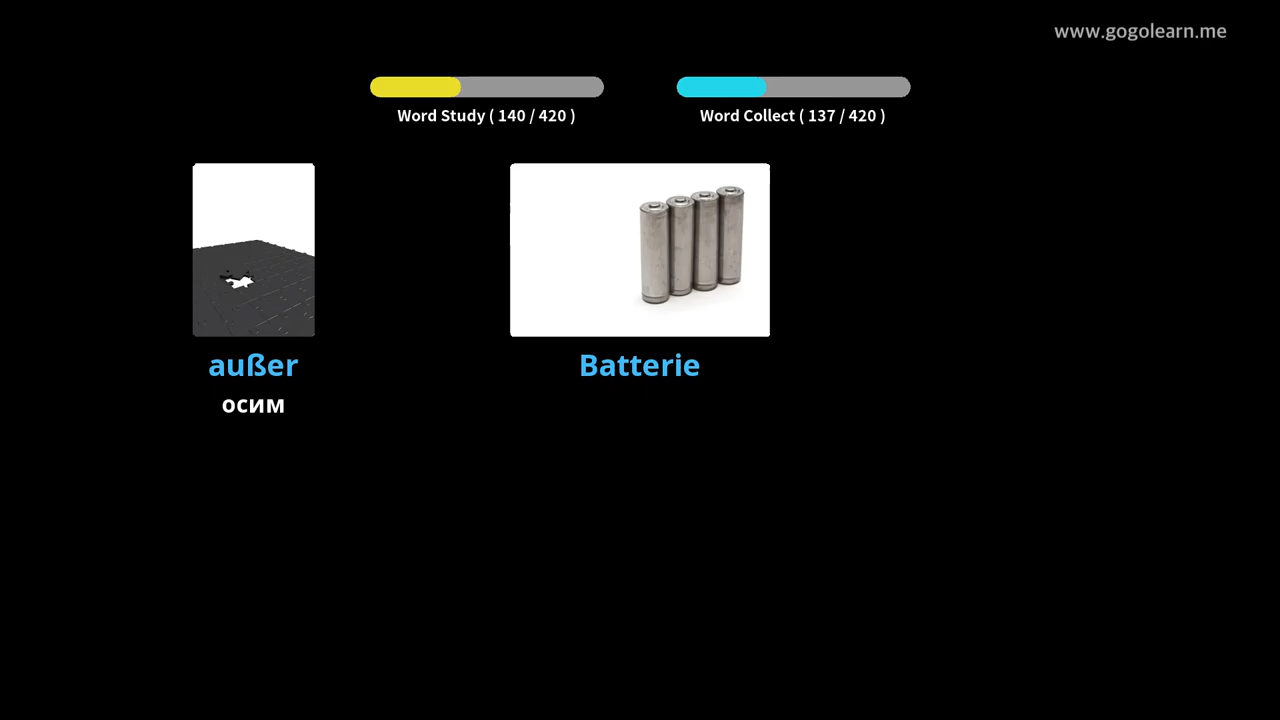 www.gogolearn.me
Word Study ( 140 / 420 )
Word Collect ( 137 / 420 )
außer
осим
Batterie